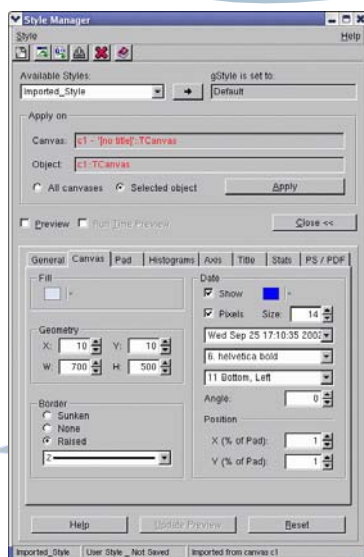 Style Manager
Style Help
Available Styles: gStyle is set to:
Imported_Style Default
Apply on
Canvas: c1 - '[no title]'::TCanvas
Object: c1::TCanvas
All canvases Selected object Apply
Preview Run Time Preview Close <<
General Canvas Pad Histograms Axis Title Stats PS / PDF
Fill Date
Show
Pixels Size: 14
Geometry
X: 10 Y: 10
W: 700 H: 500
Wed Sep 25 17:10:35 2002
6. helvetica bold
11 Bottom, Left
Border
Sunken
None
Raised
2
Angle: 0
Position
X (% of Pad): 1
Y (% of Pad): 1
Help Update Preview Reset
Imported_Style User Style _ Not Saved Imported from canvas c1